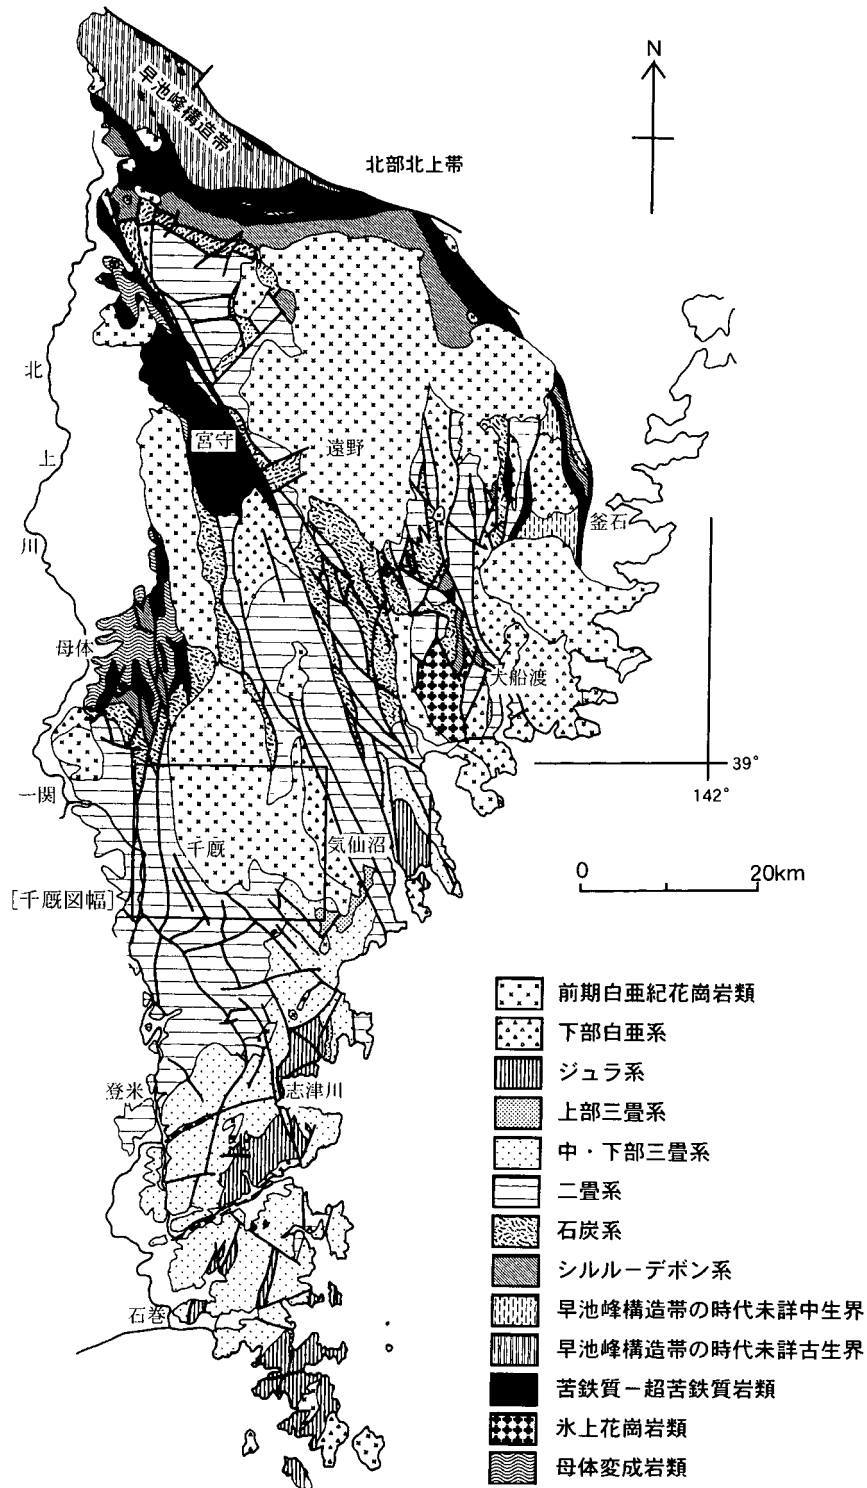 早池峰構造帯
北部北上帯
N
北
上
川
宮守
遠野
釜石
母体
大船渡
39°
142°
一関
千厩
気仙沼
[千厩図幅]
0 20km
登米
志津川
石巻
前期白亜紀花崗岩類
下部白亜系
ジュラ系
上部三畳系
中・下部三畳系
二畳系
石炭系
シルル－デボン系
早池峰構造帯の時代未詳中生界
早池峰構造帯の時代未詳古生界
苦鉄質－超苦鉄質岩類
氷上花崗岩類
母体変成岩類